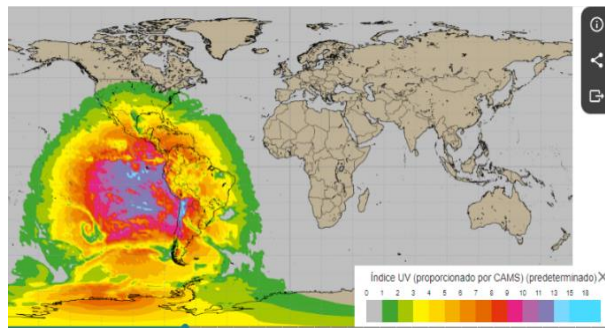 Índice UV (proporcionado por CAMS) (predeterminado) X
0 1 2 3 4 5 6 7 8 9 10 11 13 15 18